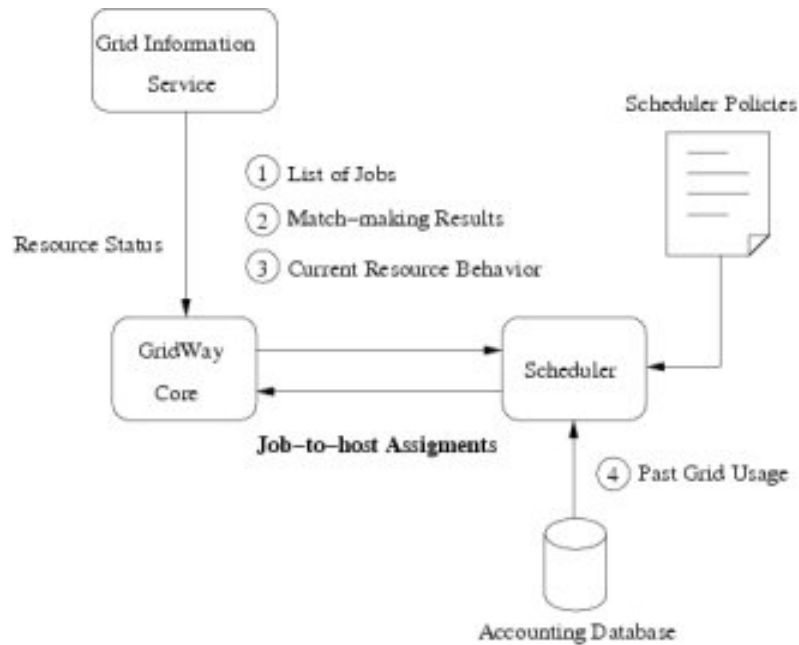 Grid Information
Service
Scheduler Policies
1 List of Jobs
2 Match-making Results
Resource Status
3 Current Resource Behavior
GridWay
Core
Scheduler
Job-to-host Assigments
4 Past Grid Usage
Accounting Database